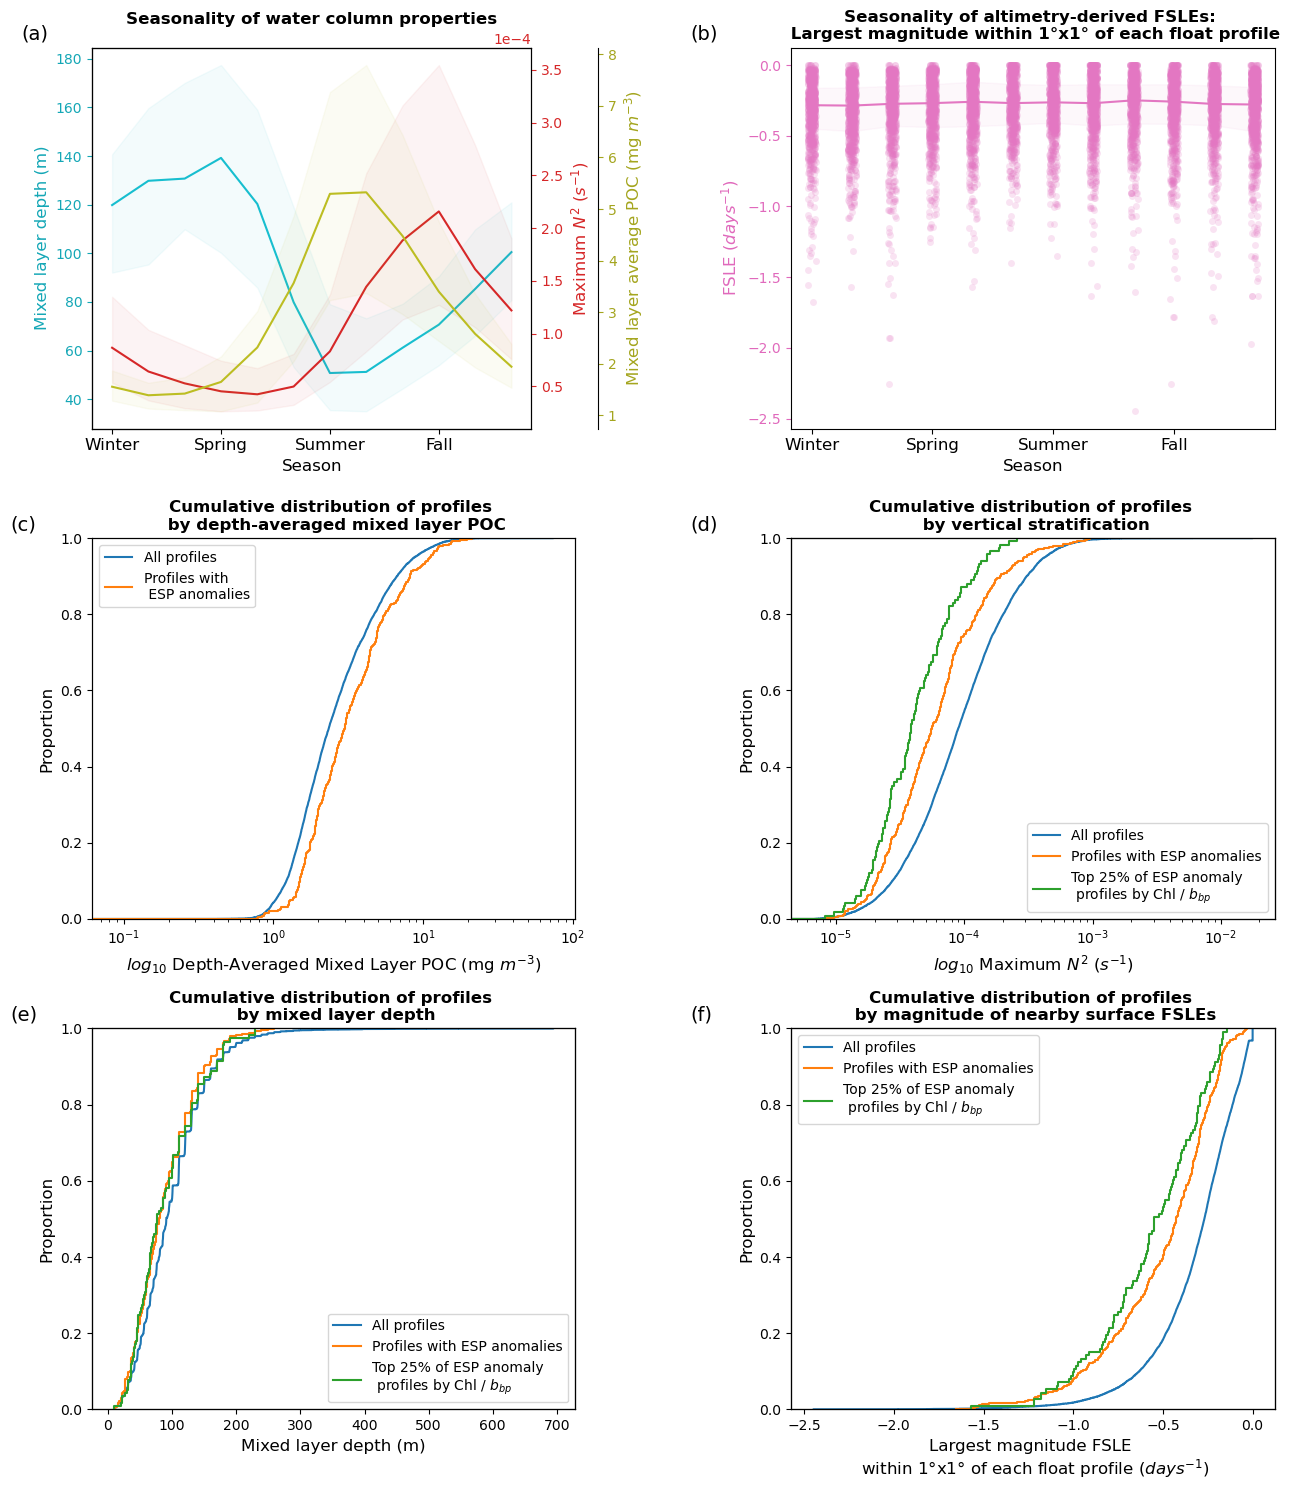 (a)
Seasonality of water column properties
1e−4
180
160
140
120
100
80
60
40
Mixed layer depth (m)
3.5
3.0
2.5
2.0
1.5
1.0
0.5
Maximum N² (s⁻¹)
8
7
6
5
4
3
2
1
Mixed layer average POC (mg m⁻³)
Winter Spring Summer Fall
Season
(b)
Seasonality of altimetry-derived FSLEs:
Largest magnitude within 1°x1° of each float profile
0.0
−0.5
−1.0
−1.5
−2.0
−2.5
FSLE (days⁻¹)
Winter Spring Summer Fall
Season
(c)
Cumulative distribution of profiles
by depth-averaged mixed layer POC
All profiles
Profiles with
ESP anomalies
1.0
0.8
0.6
0.4
0.2
0.0
Proportion
10⁻¹ 10⁰ 10¹ 10²
log₁₀ Depth-Averaged Mixed Layer POC (mg m⁻³)
(d)
Cumulative distribution of profiles
by vertical stratification
1.0
0.8
0.6
0.4
0.2
0.0
Proportion
All profiles
Profiles with ESP anomalies
Top 25% of ESP anomaly
profiles by Chl / b_bp
10⁻⁵ 10⁻⁴ 10⁻³ 10⁻²
log₁₀ Maximum N² (s⁻¹)
(e)
Cumulative distribution of profiles
by mixed layer depth
1.0
0.8
0.6
0.4
0.2
0.0
Proportion
All profiles
Profiles with ESP anomalies
Top 25% of ESP anomaly
profiles by Chl / b_bp
0 100 200 300 400 500 600 700
Mixed layer depth (m)
(f)
Cumulative distribution of profiles
by magnitude of nearby surface FSLEs
All profiles
Profiles with ESP anomalies
Top 25% of ESP anomaly
profiles by Chl / b_bp
1.0
0.8
0.6
0.4
0.2
0.0
Proportion
−2.5 −2.0 −1.5 −1.0 −0.5 0.0
Largest magnitude FSLE
within 1°x1° of each float profile (days⁻¹)